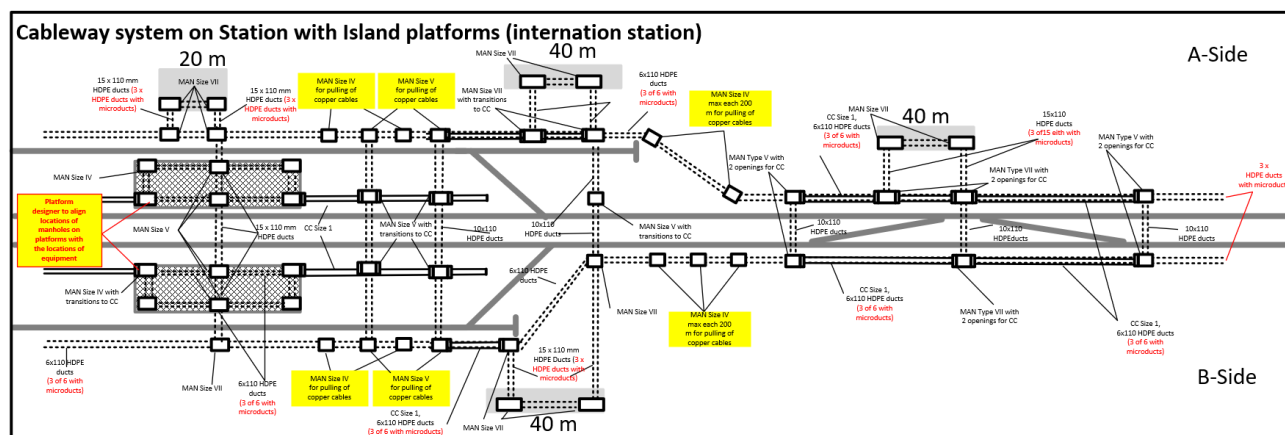 Cableway system on Station with Island platforms (internation station)
A-Side
20 m
MAN Size VII
15 x 110 mm
HDPE ducts (3 x
HDPE ducts with
microducts)
15 x 110 mm
HDPE ducts (3 x
HDPE ducts with
microducts)
MAN Size IV
for pulling of
copper cables
MAN Size V
for pulling of
copper cables
MAN Size VII
40 m
MAN Size VII
with transitions
to CC
6x110 HDPE
ducts
(3 of 6 with
microducts)
MAN Size IV
max each 200
m for pulling of
copper cables
CC Size 1,
6x110 HDPE
ducts
(3 of 6 with
microducts)
MAN Size VII
40 m
15x110
HDPE ducts
(3 of15 eith with
microducts)
MAN Type V with
2 openings for
CC
MAN Type V with
2 openings for CC
MAN Type VII with
2 openings for CC
3 x
HDPE ducts
with microduct
MAN Size IV
Platform
designer to align
locations of
manholes on
platforms with
the locations of
equipment
MAN Size V
15 x 110 mm
HDPE ducts
CC Size 1
MAN Size V with
transitions to CC
10x110
HDPE ducts
10x110
HDPE ducts
MAN Size V with
transitions to CC
10x110
HDPE ducts
10x110
HDPEducts
10x110
HDPE ducts
MAN Size IV with
transitions to CC
6x110 HDPE
ducts
6x110 HDPE
ducts
(3 of 6 with
microducts)
MAN Size VII
6x110 HDPE
ducts
(3 of 6 with
microducts)
MAN Size IV
for pulling of
copper cables
MAN Size V
for pulling of
copper cables
CC Size 1,
6x110 HDPE ducts
(3 of 6 with microducts)
MAN Size VII
15 x 110 mm
HDPE Ducts (3 x
HDPE ducts with
microducts)
40 m
MAN Size VII
MAN Size IV
max each 200
m for pulling of
copper cables
CC Size 1,
6x110 HDPE ducts
(3 of 6 with
microducts)
MAN Type VII with
2 openings for CC
CC Size 1,
6x110 HDPE ducts
(3 of 6 with
microducts)
B-Side